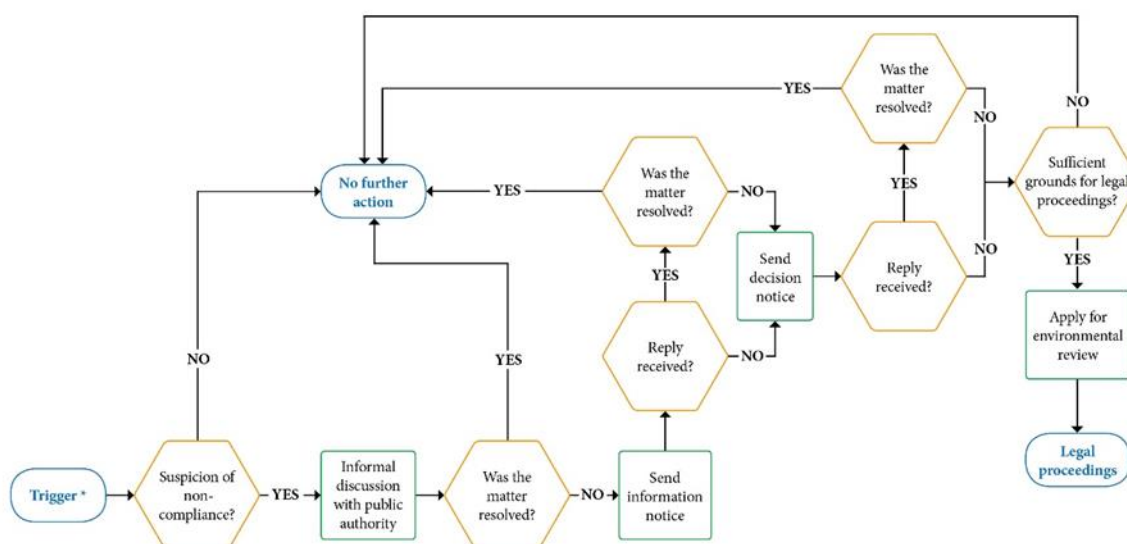 Was the
matter
resolved?
YES
NO
NO
Was the
matter
resolved?
YES
NO
No further
action
YES
Sufficient
grounds for legal
proceedings?
Send
decision
notice
Reply
received?
NO
YES
YES
Reply
received?
NO
Apply for
environmental
review
NO
YES
Trigger *
Suspicion of
non-
compliance?
YES
Informal
discussion
with public
authority
Was the
matter
resolved?
NO
Send
information
notice
Legal
proceedings